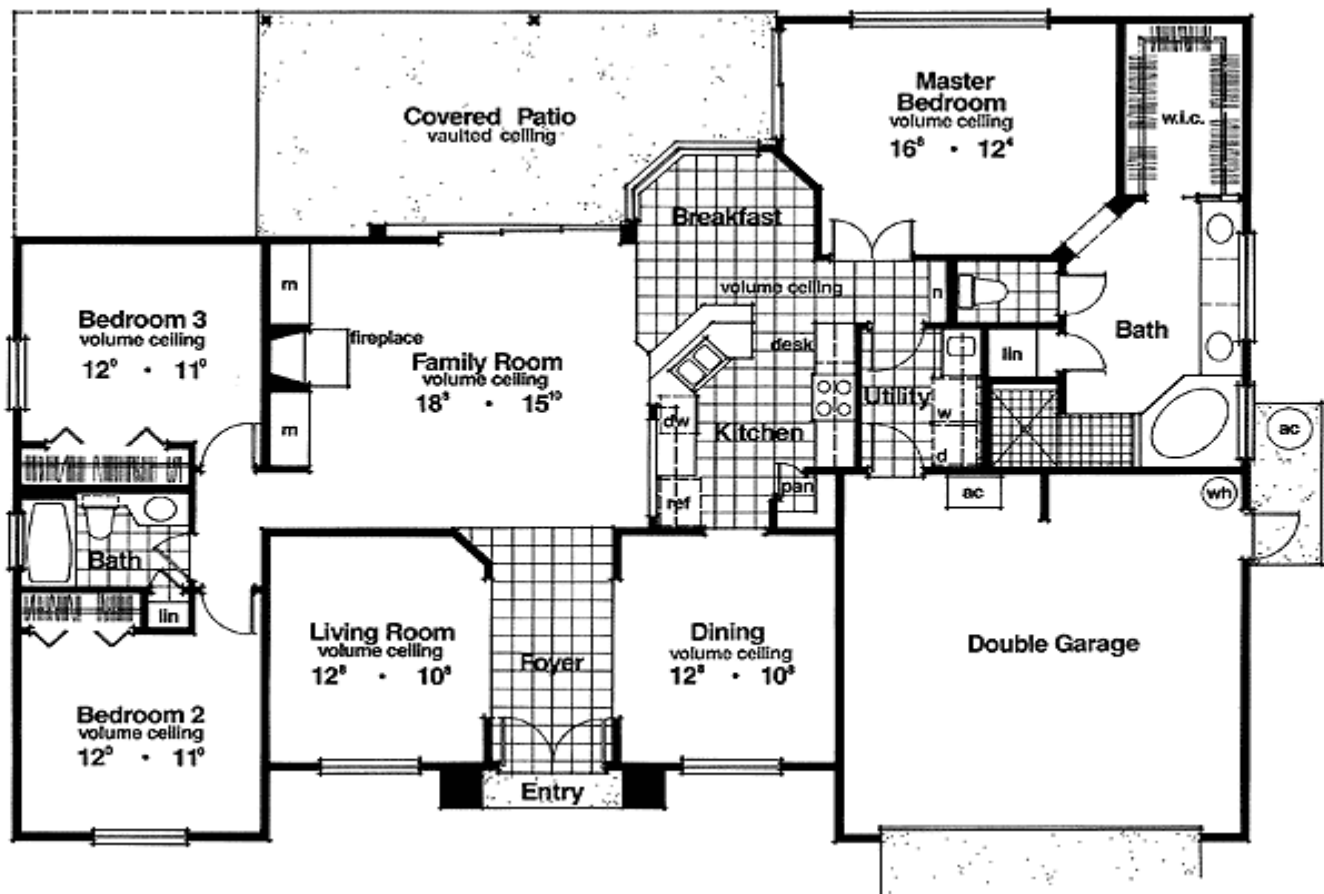 Covered Patio
vaulted ceiling
Master
Bedroom
volume ceiling
16⁸ • 12⁴
w.i.c.
Breakfast
volume ceiling
n
Bedroom 3
volume ceiling
12⁰ • 11⁰
m
fireplace
m
Family Room
volume ceiling
18⁸ • 15¹⁰
desk
Utility
w
d
lin
Bath
dw
Kitchen
ref
pan
ac
wh
ac
Bath
lin
Living Room
volume ceiling
12⁸ • 10⁸
Foyer
Dining
volume ceiling
12⁸ • 10⁸
Double Garage
Bedroom 2
volume ceiling
12⁰ • 11⁰
Entry